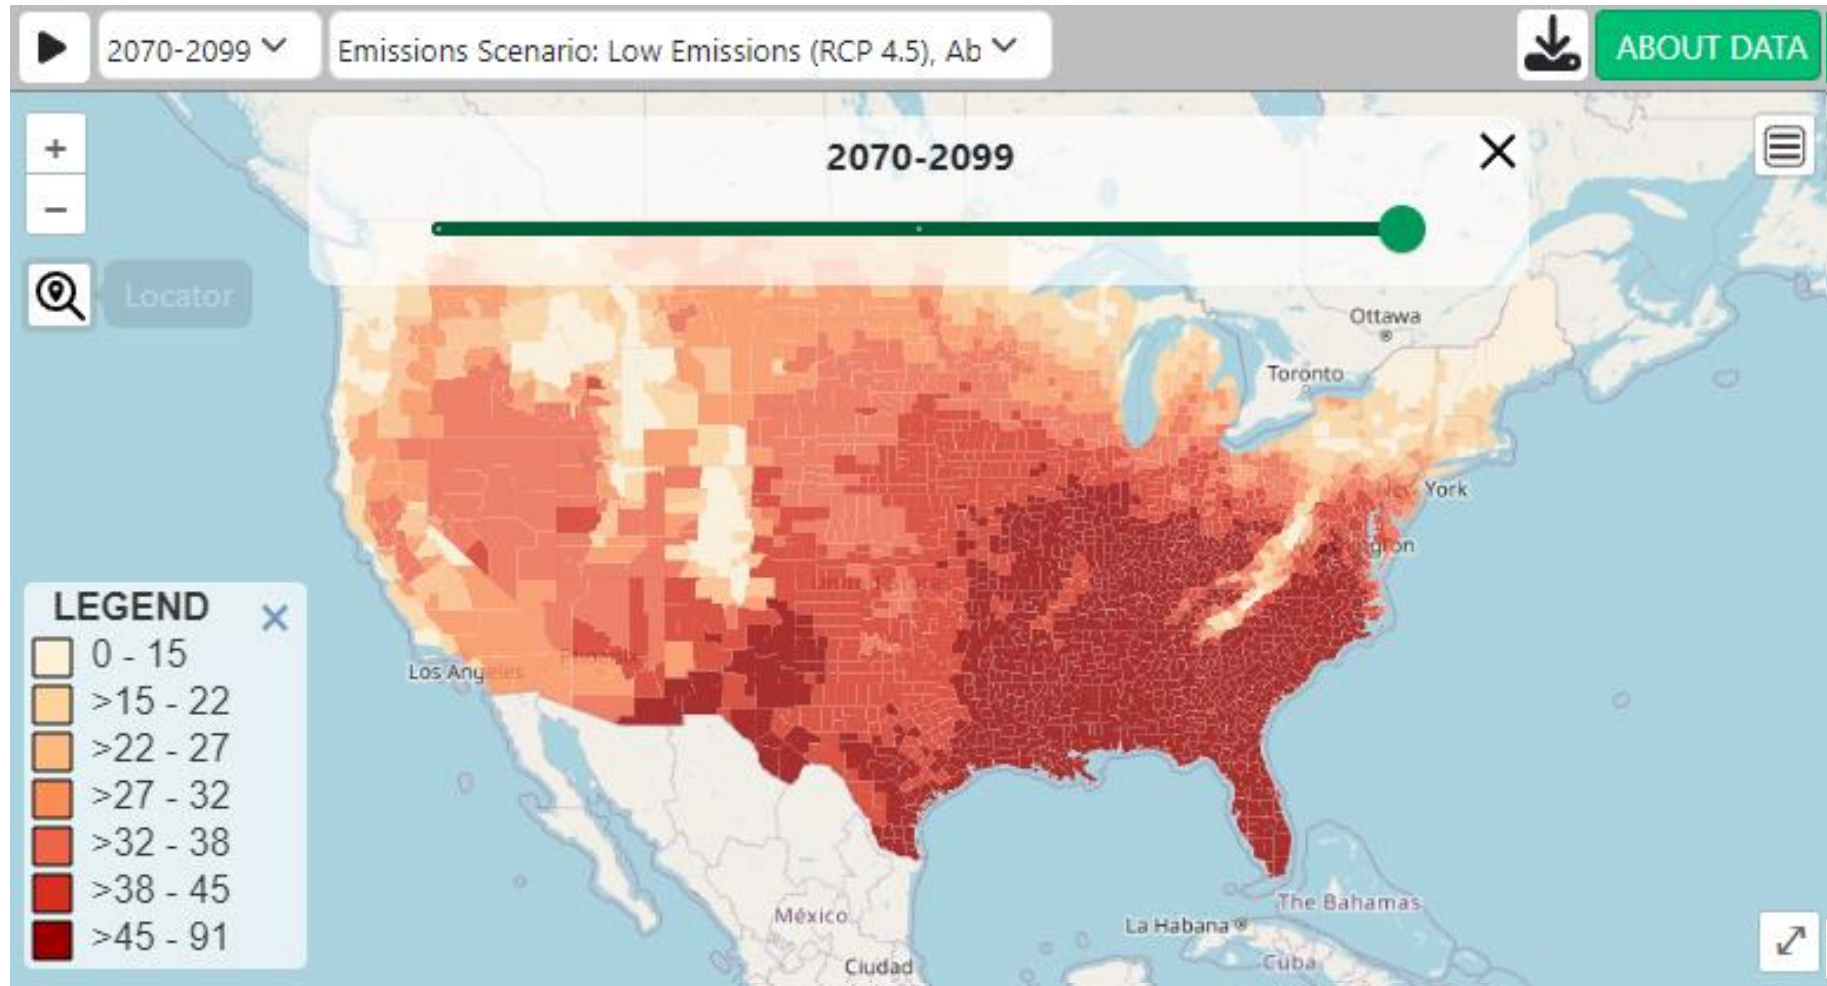 2070-2099
Emissions Scenario: Low Emissions (RCP 4.5), Ab
ABOUT DATA
+
2070-2099
−
Locator
Ottawa
Toronto
York
LEGEND
0 - 15
>15 - 22
>22 - 27
>27 - 32
>32 - 38
>38 - 45
>45 - 91
Los Angeles
México
Ciudad
La Habana
The Bahamas
Cuba